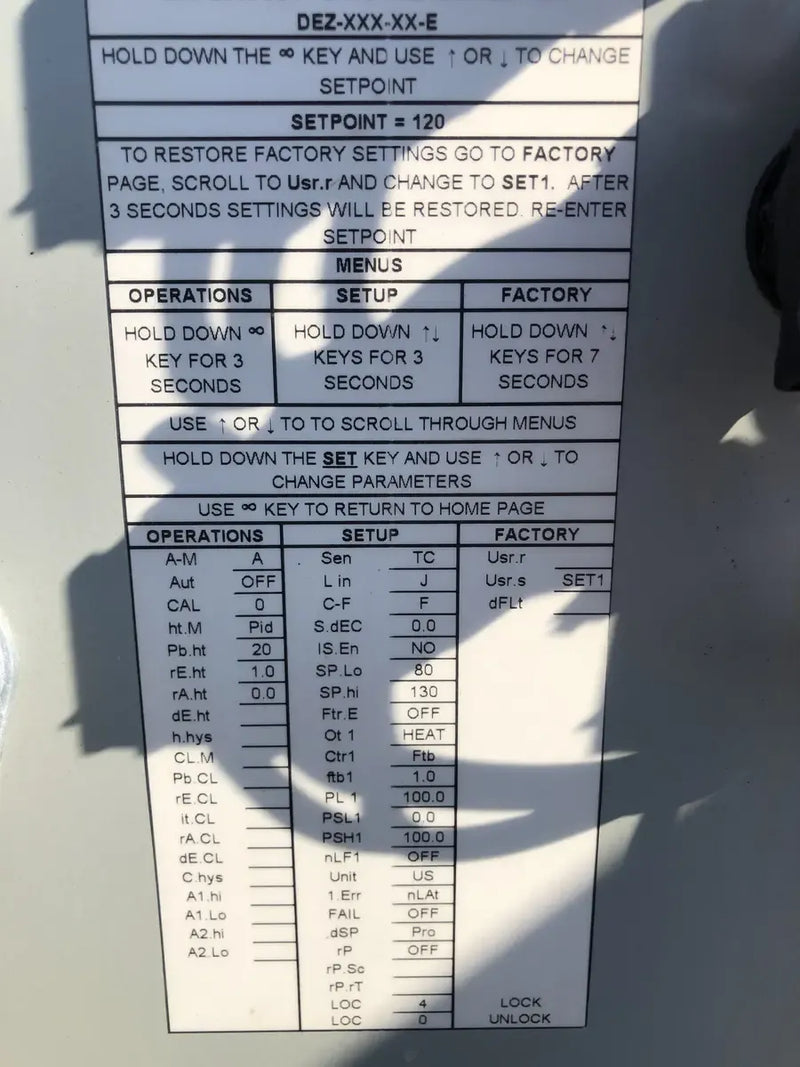 DEZ-XXX-XX-E
HOLD DOWN THE ∞ KEY AND USE ↑ OR ↓ TO CHANGE
SETPOINT
SETPOINT = 120
TO RESTORE FACTORY SETTINGS GO TO FACTORY
PAGE, SCROLL TO Usr.r AND CHANGE TO SET1. AFTER
3 SECONDS SETTINGS WILL BE RESTORED. RE-ENTER
SETPOINT
MENUS
OPERATIONS SETUP FACTORY
HOLD DOWN ∞ HOLD DOWN ↑↓ HOLD DOWN ↑↓
KEY FOR 3 KEYS FOR 3 KEYS FOR 7
SECONDS SECONDS SECONDS
USE ↑ OR ↓ TO TO SCROLL THROUGH MENUS
HOLD DOWN THE SET KEY AND USE ↑ OR ↓ TO
CHANGE PARAMETERS
USE ∞ KEY TO RETURN TO HOME PAGE
OPERATIONS SETUP FACTORY
A-M A Sen TC Usr.r
Aut OFF L in J Usr.s SET1
CAL 0 C-F F dFLt
ht.M Pid S.dEC 0.0
Pb.ht 20 IS.En NO
rE.ht 1.0 SP.Lo 80
rA.ht 0.0 SP.hi 130
dE.ht Ftr.E OFF
h.hys Ot 1 HEAT
CL.M Ctr1 Ftb
Pb.CL ftb1 1.0
rE.CL PL 1 100.0
it.CL PSL1 0.0
rA.CL PSH1 100.0
dE.CL nLF1 OFF
C.hys Unit US
A1.hi 1.Err nLAt
A1.Lo FAIL OFF
A2.hi .dSP Pro
A2.Lo rP OFF
rP.Sc
rP.rT
LOC 4 LOCK
LOC 0 UNLOCK